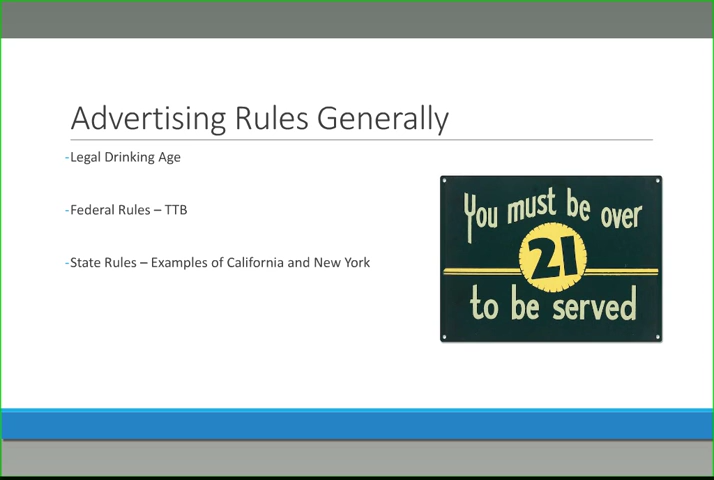 Advertising Rules Generally
-Legal Drinking Age
-Federal Rules – TTB
-State Rules – Examples of California and New York
You must be over
21
to be served